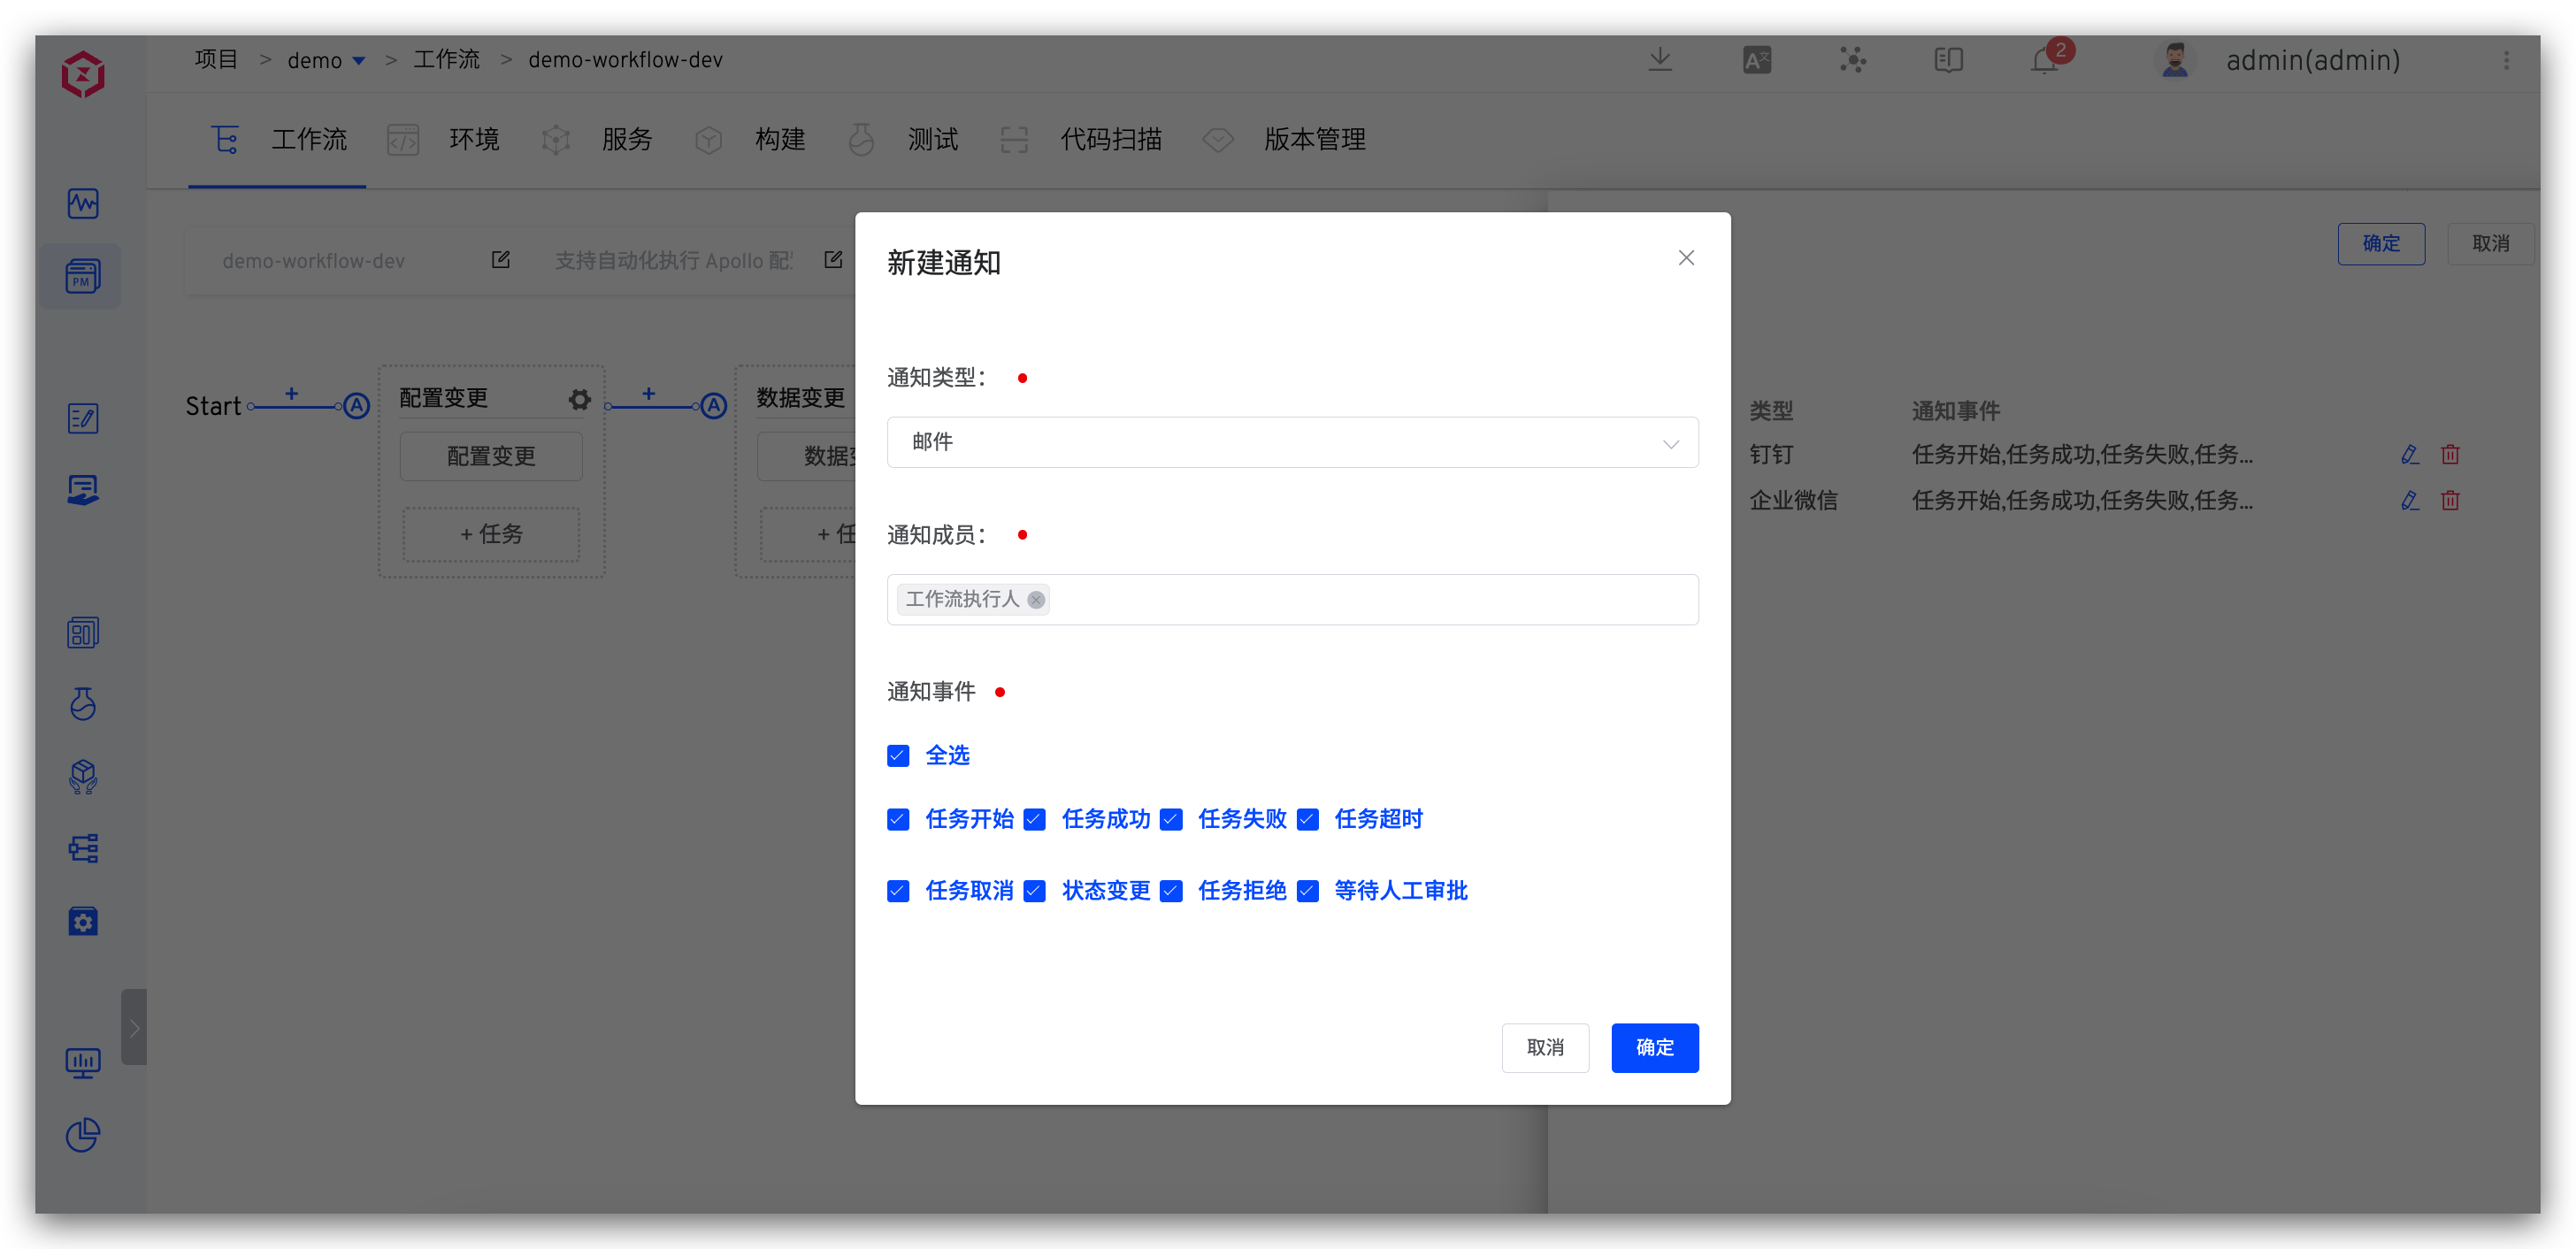 项目 > demo > 工作流 > demo-workflow-dev
2
admin(admin)
工作流 环境 服务 构建 测试 代码扫描 版本管理
PM
demo-workflow-dev 支持自动化执行 Apollo 配
确定 取消
Start
A
配置变更
配置变更
+ 任务
A
数据变更
数据
+ 任
新建通知
通知类型：
邮件
通知成员：
工作流执行人
通知事件
全选
任务开始 任务成功 任务失败 任务超时
任务取消 状态变更 任务拒绝 等待人工审批
取消 确定
类型 通知事件
钉钉 任务开始,任务成功,任务失败,任务...
企业微信 任务开始,任务成功,任务失败,任务...